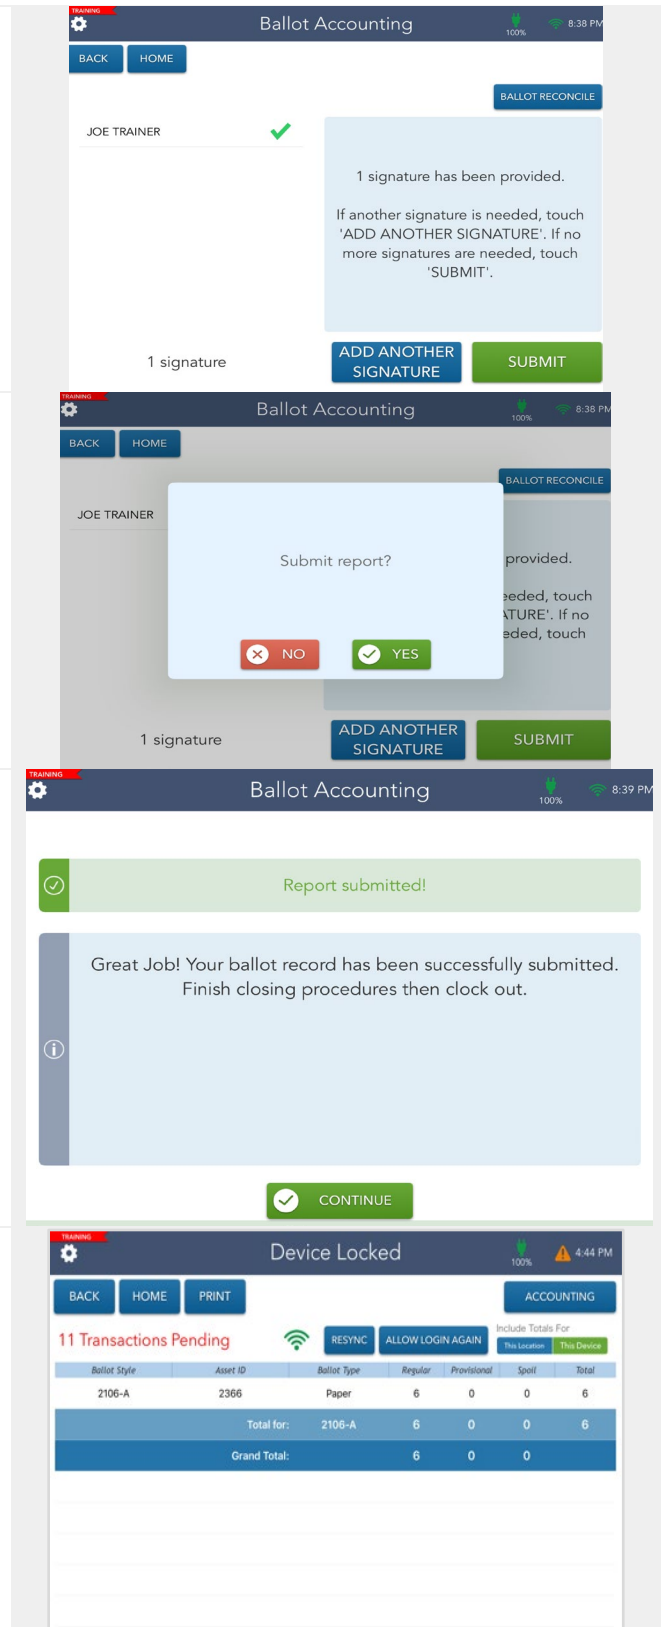 TRAINING
Ballot Accounting
100%
8:38 PM
BACK
HOME
BALLOT RECONCILE
JOE TRAINER
1 signature has been provided.
If another signature is needed, touch
'ADD ANOTHER SIGNATURE'. If no
more signatures are needed, touch
'SUBMIT'.
1 signature
ADD ANOTHER
SIGNATURE
SUBMIT
TRAINING
Ballot Accounting
100%
8:38 PM
BACK
HOME
BALLOT RECONCILE
JOE TRAINER
Submit report?
provided.
eeded, touch
ATURE'. If no
eded, touch
NO
YES
1 signature
ADD ANOTHER
SIGNATURE
SUBMIT
TRAINING
Ballot Accounting
100%
8:39 PM
Report submitted!
Great Job! Your ballot record has been successfully submitted.
Finish closing procedures then clock out.
CONTINUE
TRAINING
Device Locked
100%
4:44 PM
BACK
HOME
PRINT
ACCOUNTING
11 Transactions Pending
RESYNC
ALLOW LOGIN AGAIN
Include Totals For
This Location
This Device
Ballot Style Asset ID Ballot Type Regular Provisional Spoil Total
2106-A 2366 Paper 6 0 0 6
Total for: 2106-A 6 0 0 6
Grand Total: 6 0 0